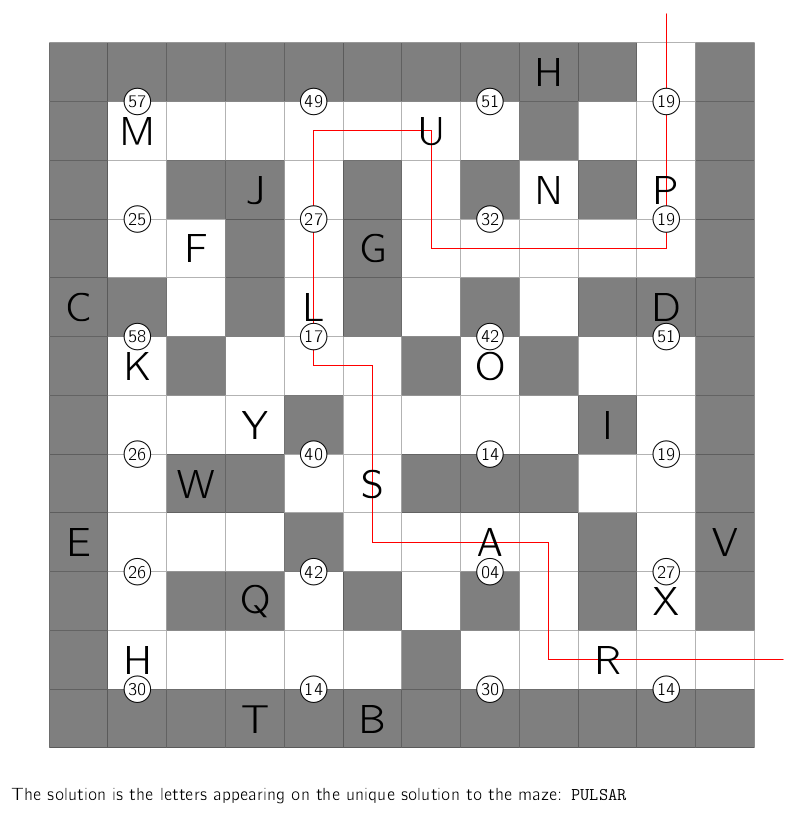 H
57 49 51 19
M U
J N P
25 27 32 19
F G
C L D
58 17 42 51
K O
Y I
26 40 14 19
W S
E A V
26 42 04 27
Q X
H R
30 14 30 14
T B
The solution is the letters appearing on the unique solution to the maze: PULSAR